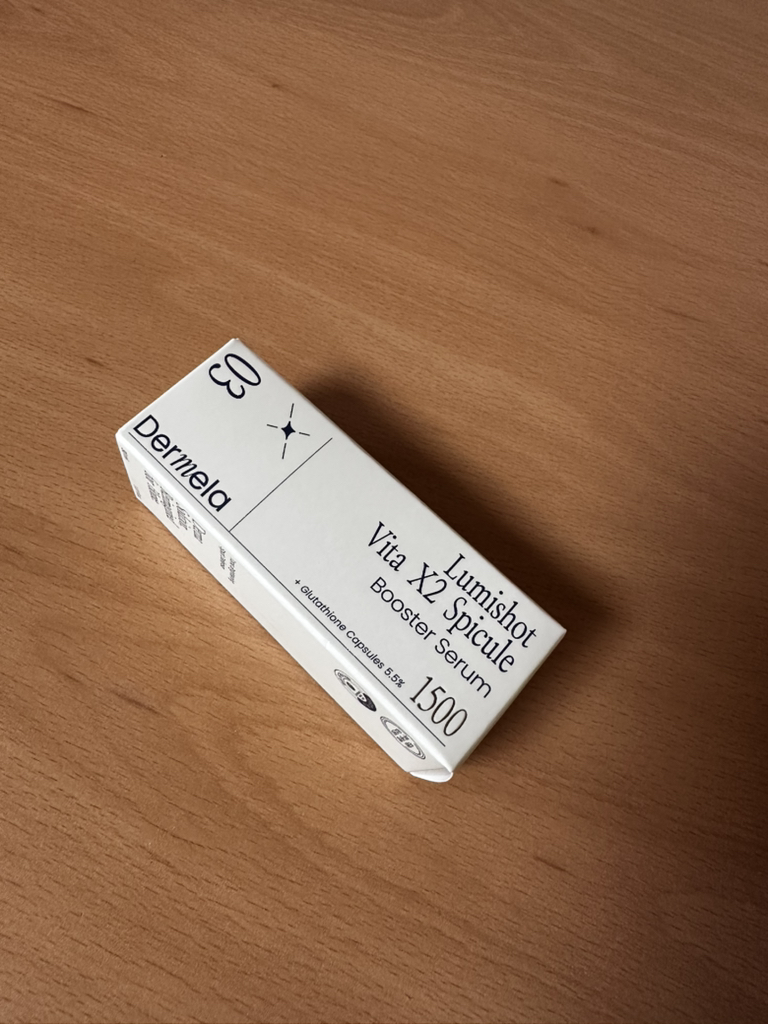 03
Dermela
Lumishot
Vita X2 Spicule
Booster Serum
+ Glutathione Capsules 5.5%
1500